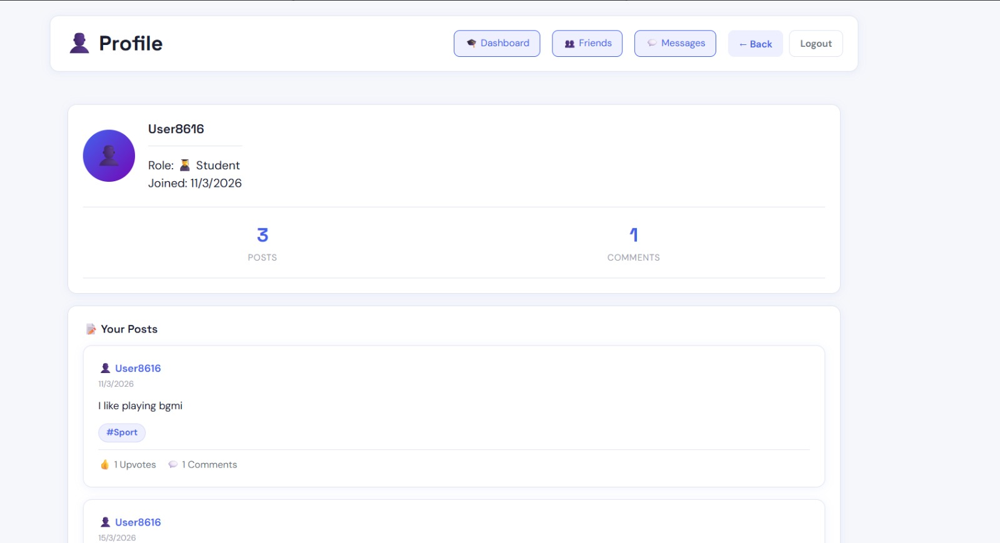 Profile
Dashboard
Friends
Messages
← Back
Logout
User8616
Role: Student
Joined: 11/3/2026
3
POSTS
1
COMMENTS
Your Posts
User8616
11/3/2026
I like playing bgmi
#Sport
1 Upvotes 1 Comments
User8616
15/3/2026